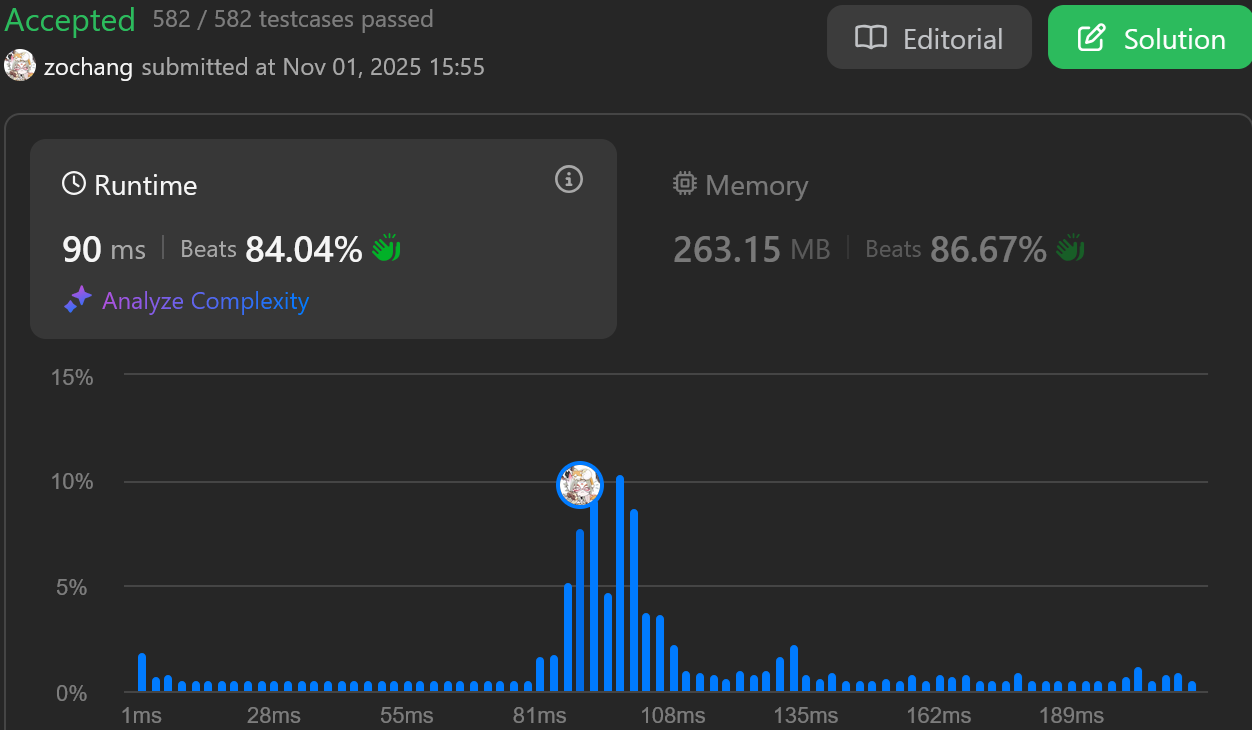 Accepted 582 / 582 testcases passed
Editorial
Solution
zochang submitted at Nov 01, 2025 15:55
Runtime
Memory
90 ms | Beats 84.04%
263.15 MB | Beats 86.67%
Analyze Complexity
15%
10%
5%
0%
1ms 28ms 55ms 81ms 108ms 135ms 162ms 189ms